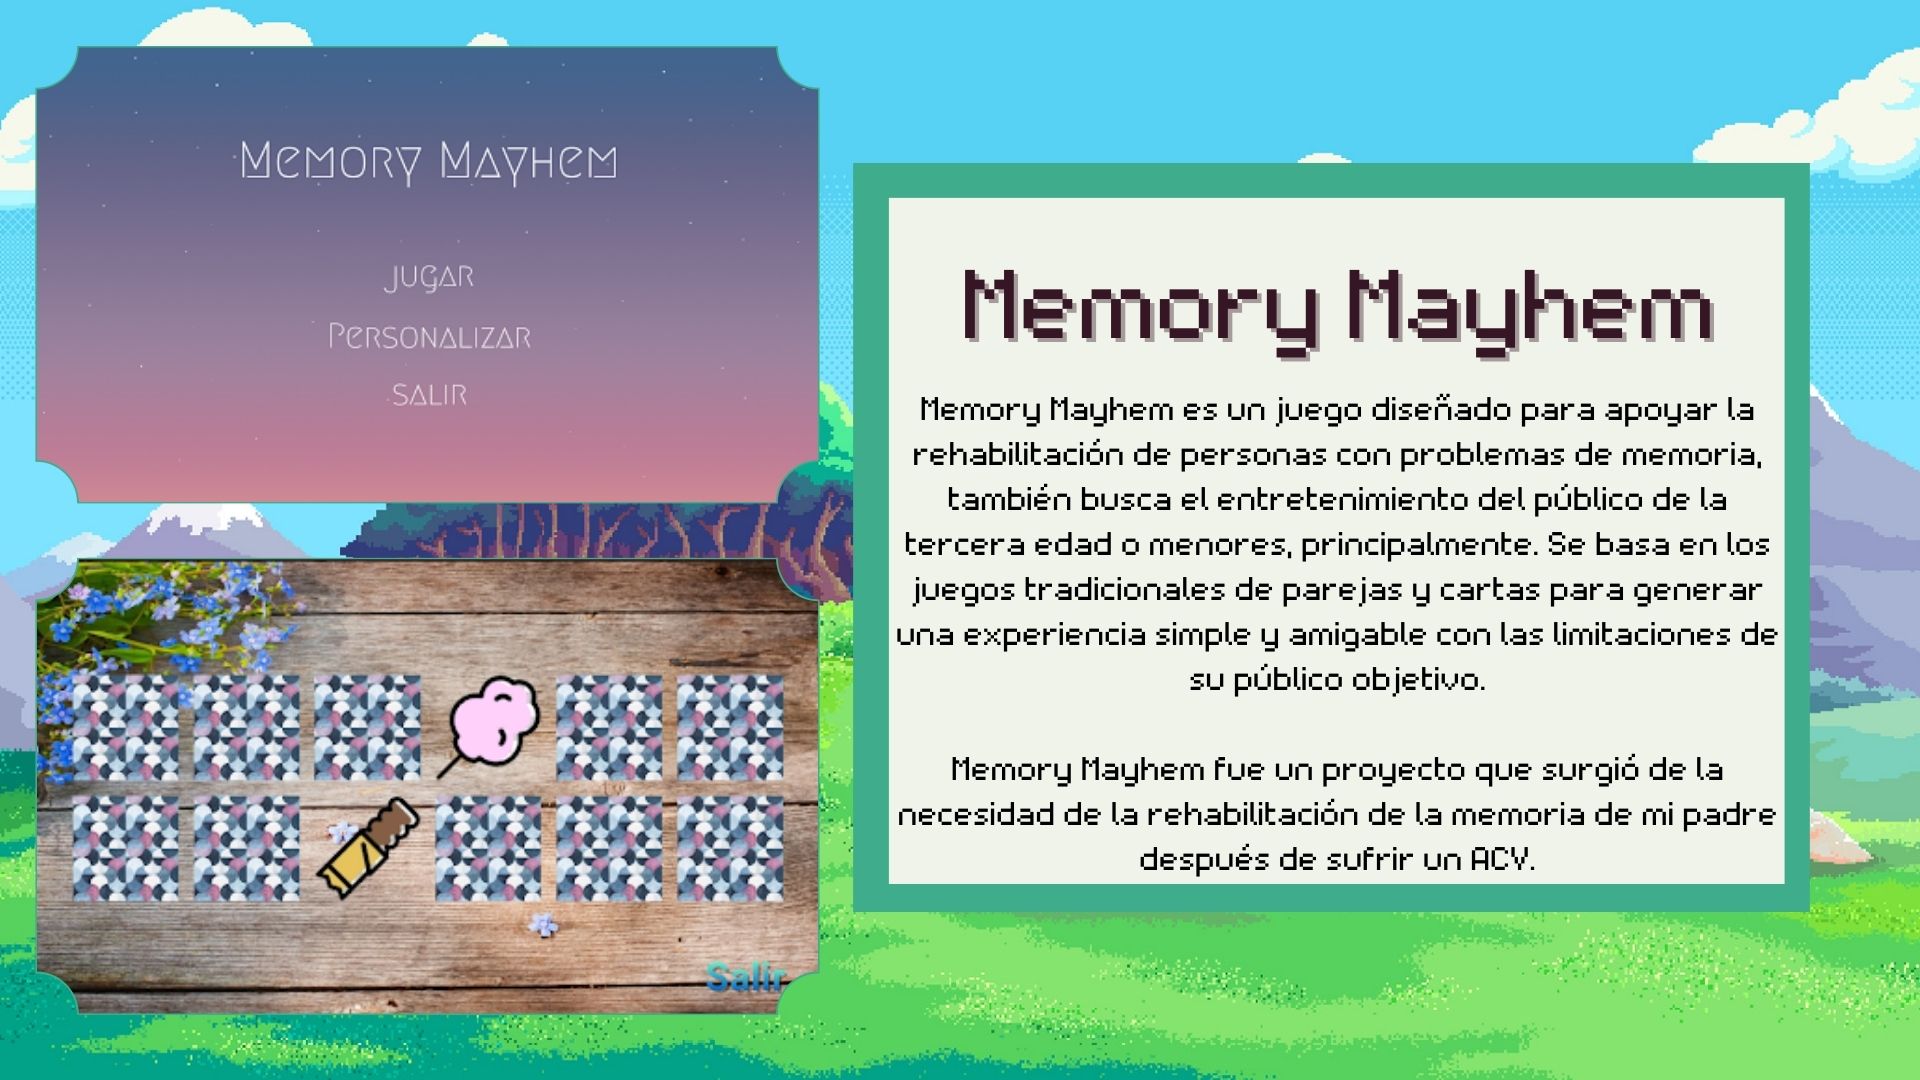 Memory Mayhem
Jugar
Personalizar
Salir
Salir
Memory Mayhem
Memory Mayhem es un juego diseñado para apoyar la
rehabilitación de personas con problemas de memoria,
también busca el entretenimiento del público de la
tercera edad o menores, principalmente. Se basa en los
juegos tradicionales de parejas y cartas para generar
una experiencia simple y amigable con las limitaciones de
su público objetivo.
Memory Mayhem fue un proyecto que surgió de la
necesidad de la rehabilitación de la memoria de mi padre
después de sufrir un ACV.